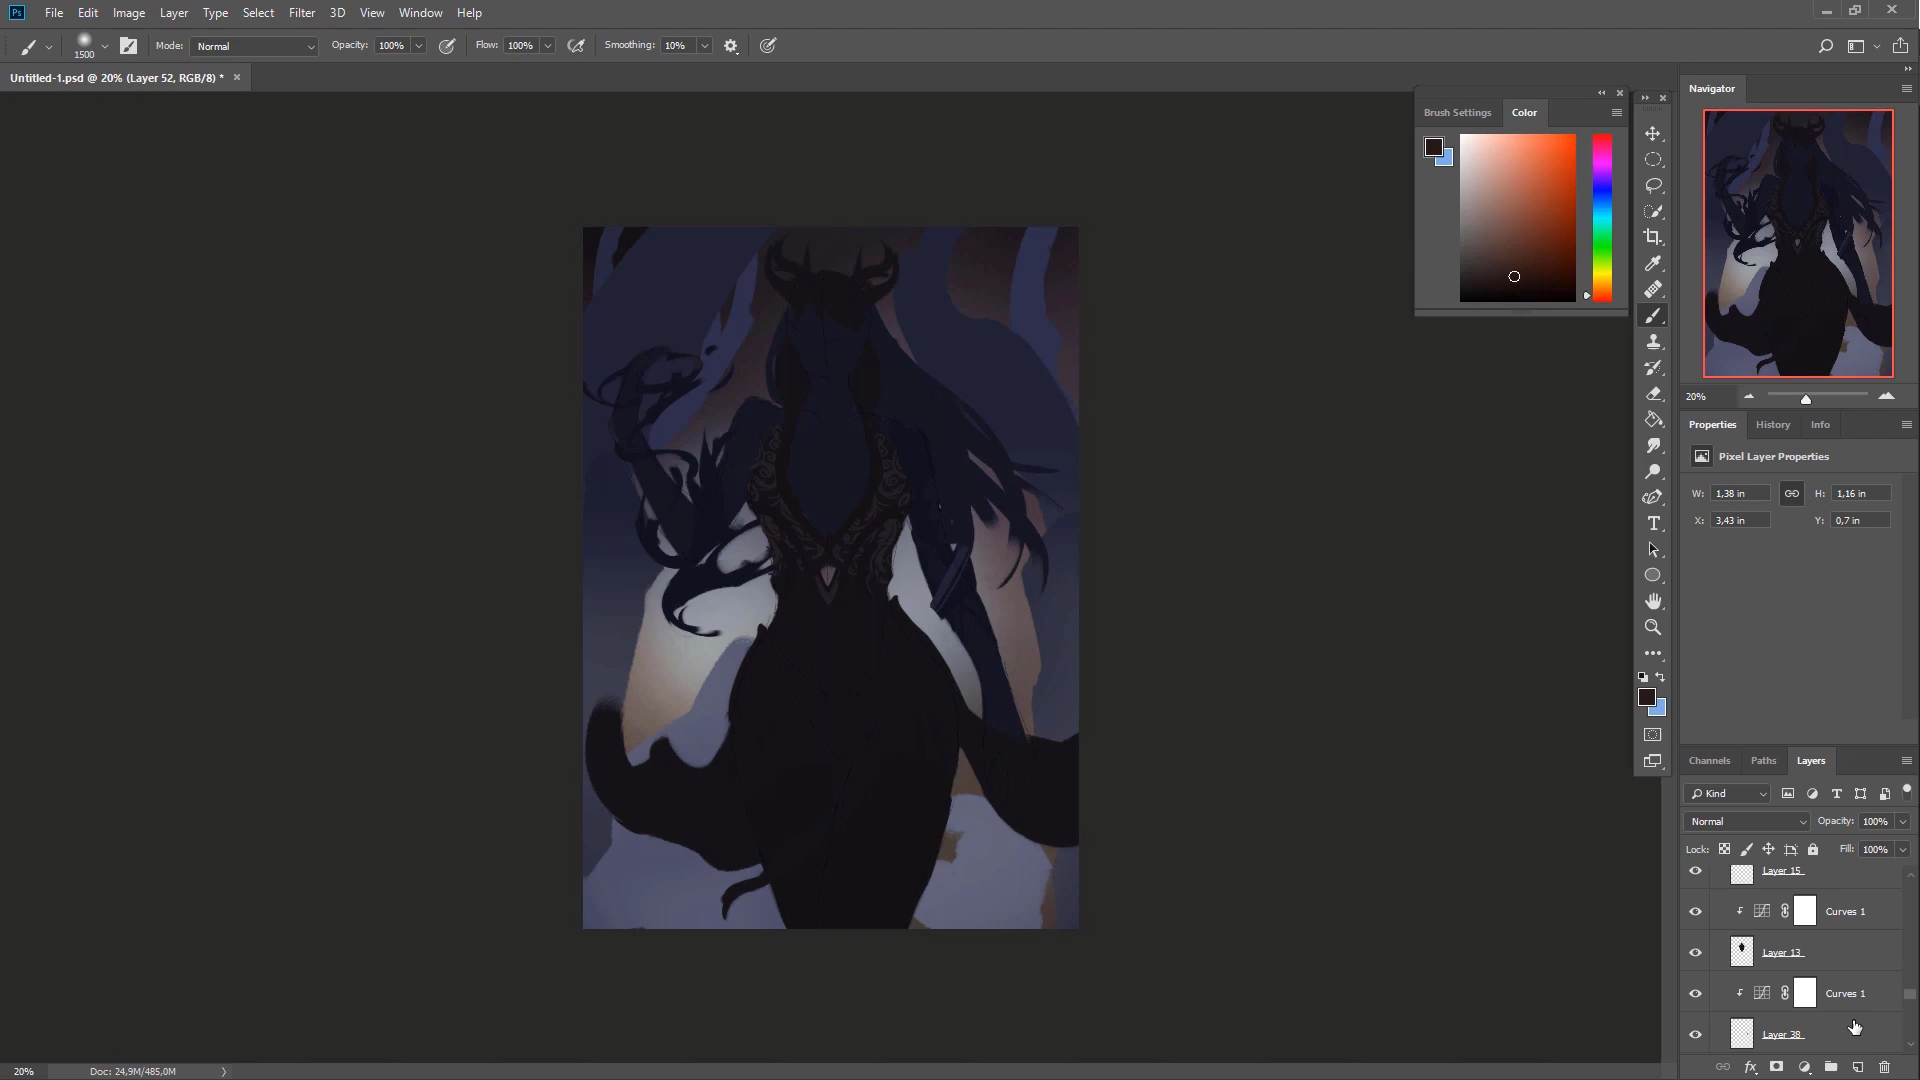 Ps File Edit Image Layer Type Select Filter 3D View Window Help
1500 Mode: Normal Opacity: 100% Flow: 100% Smoothing: 10%
Untitled-1.psd @ 20% (Layer 52, RGB/8) *
Navigator
Brush Settings Color
20%
Properties History Info
Pixel Layer Properties
W: 1,38 in H: 1,16 in
X: 3,43 in Y: 0,7 in
Channels Paths Layers
Kind
Normal Opacity: 100%
Lock: Fill: 100%
Layer 15
Curves 1
Layer 13
Curves 1
Layer 38
fx
20% Doc: 24,9M/485,0M